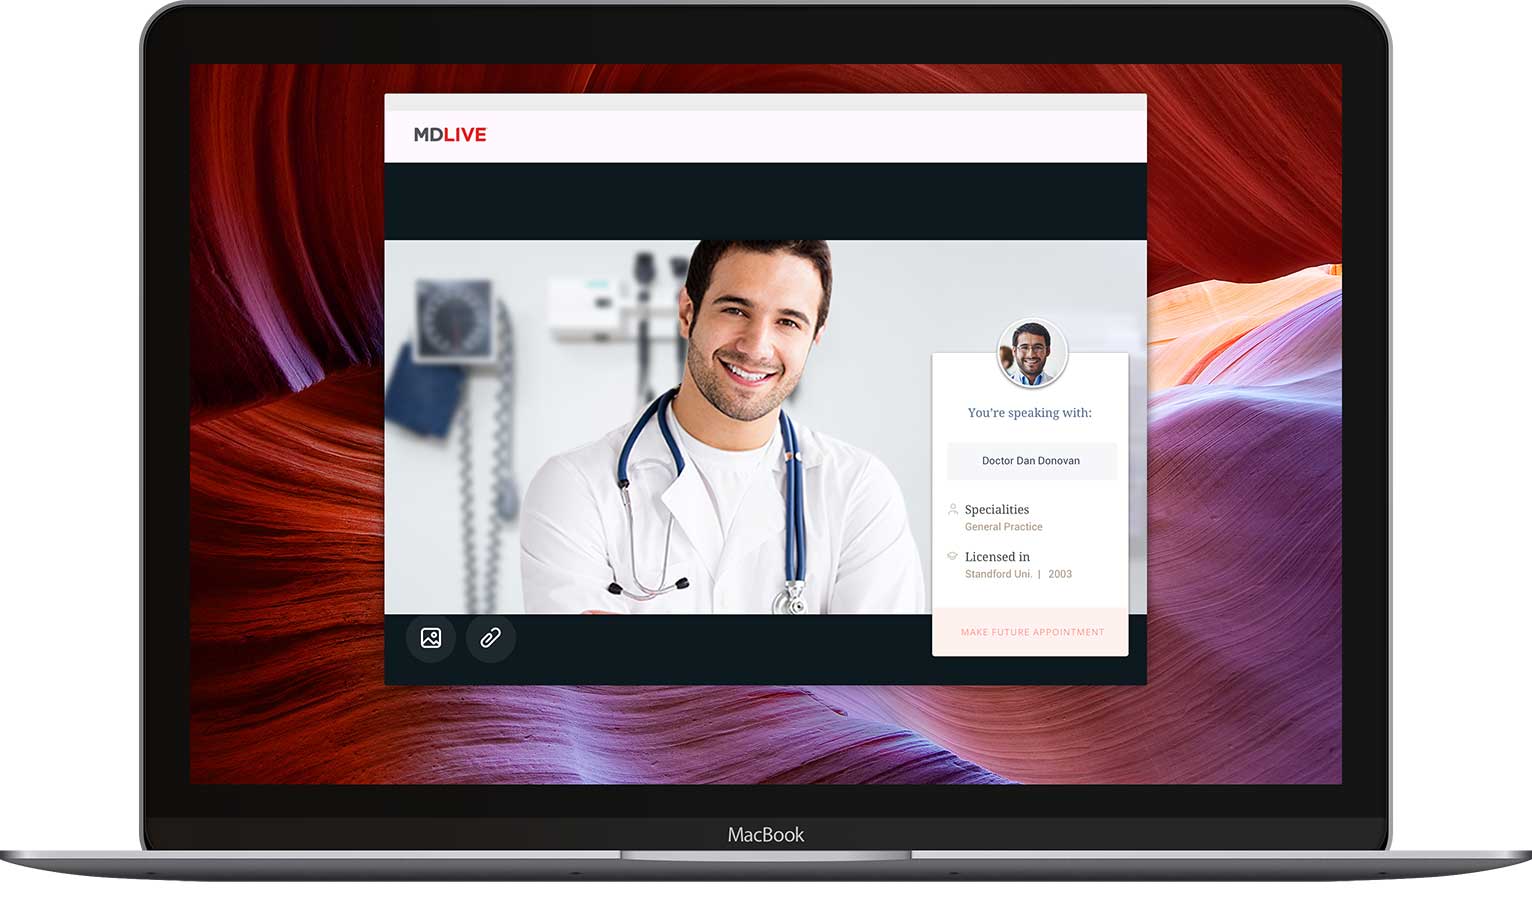 MDLIVE
You're speaking with:
Doctor Dan Donovan
Specialities
General Practice
Licensed in
Standford Uni. | 2003
MAKE FUTURE APPOINTMENT
MacBook